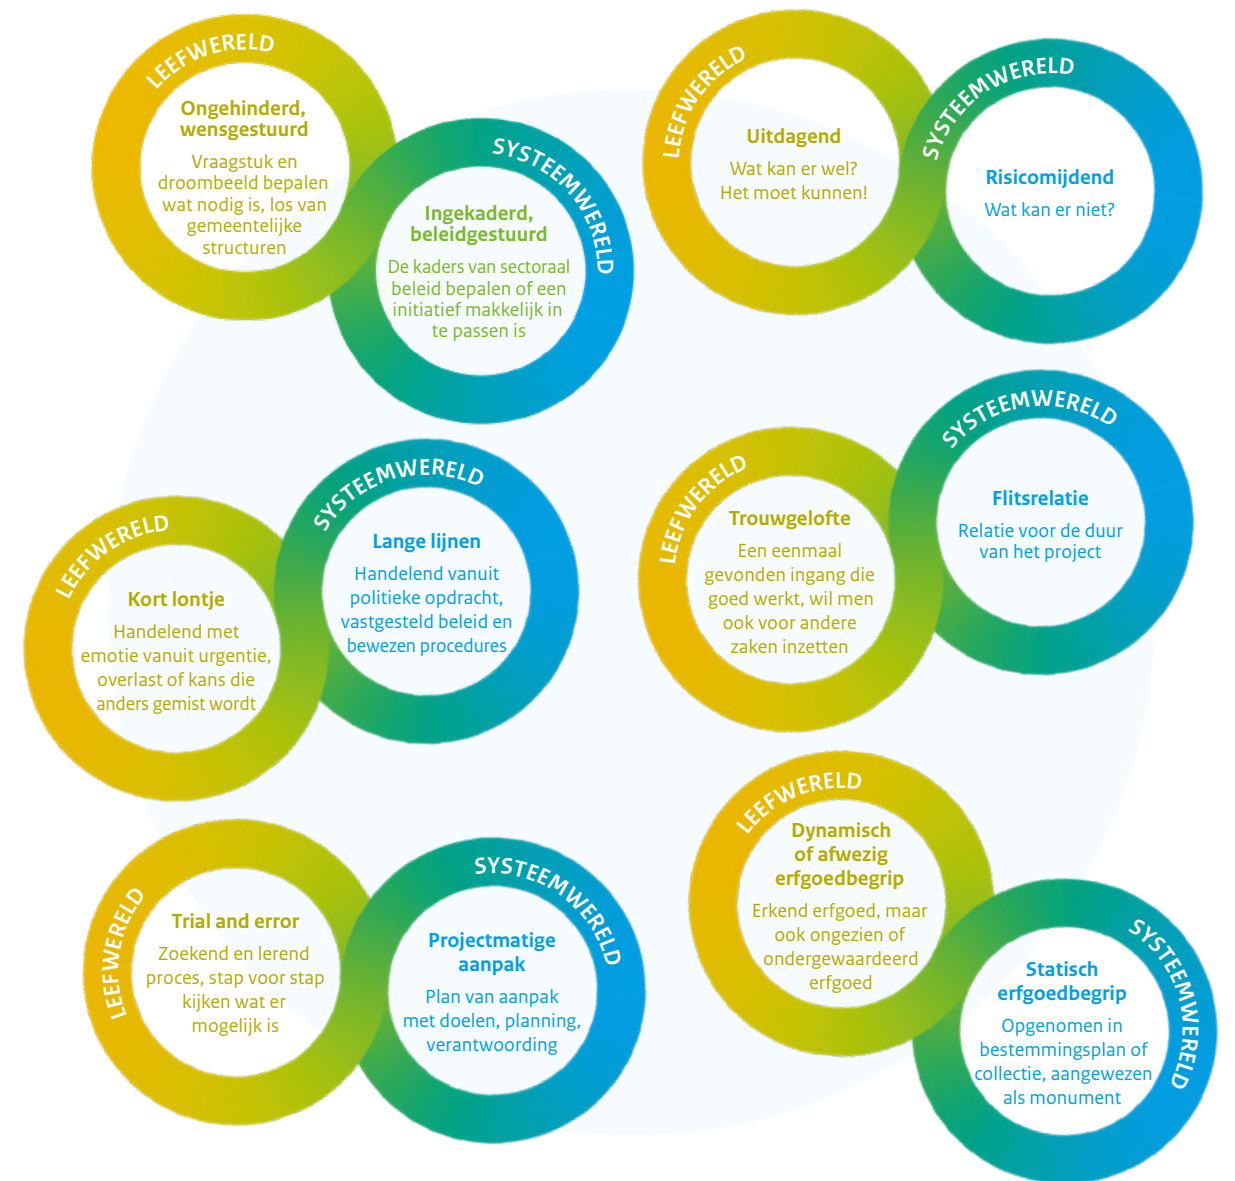 LEEFWERELD
Ongehinderd,
wensgestuurd
Vraagstuk en
droombeeld bepalen
wat nodig is, los van
gemeentelijke
structuren
SYSTEEMWERELD
Ingekaderd,
beleidgestuurd
De kaders van sectoraal
beleid bepalen of een
initiatief makkelijk in
te passen is
LEEFWERELD
Uitdagend
Wat kan er wel?
Het moet kunnen!
SYSTEEMWERELD
Risicomijdend
Wat kan er niet?
LEEFWERELD
Kort lontje
Handelend met
emotie vanuit urgentie,
overlast of kans die
anders gemist wordt
SYSTEEMWERELD
Lange lijnen
Handelend vanuit
politieke opdracht,
vastgesteld beleid en
bewezen procedures
LEEFWERELD
Trouwgelofte
Een eenmaal
gevonden ingang die
goed werkt, wil men
ook voor andere
zaken inzetten
SYSTEEMWERELD
Flitsrelatie
Relatie voor de duur
van het project
LEEFWERELD
Trial and error
Zoekend en lerend
proces, stap voor stap
kijken wat er
mogelijk is
SYSTEEMWERELD
Projectmatige
aanpak
Plan van aanpak
met doelen, planning,
verantwoording
LEEFWERELD
Dynamisch
of afwezig
erfgoedbegrip
Erkend erfgoed, maar
ook ongezien of
ondergewaardeerd
erfgoed
SYSTEEMWERELD
Statisch
erfgoedbegrip
Opgenomen in
bestemmingsplan of
collectie, aangewezen
als monument